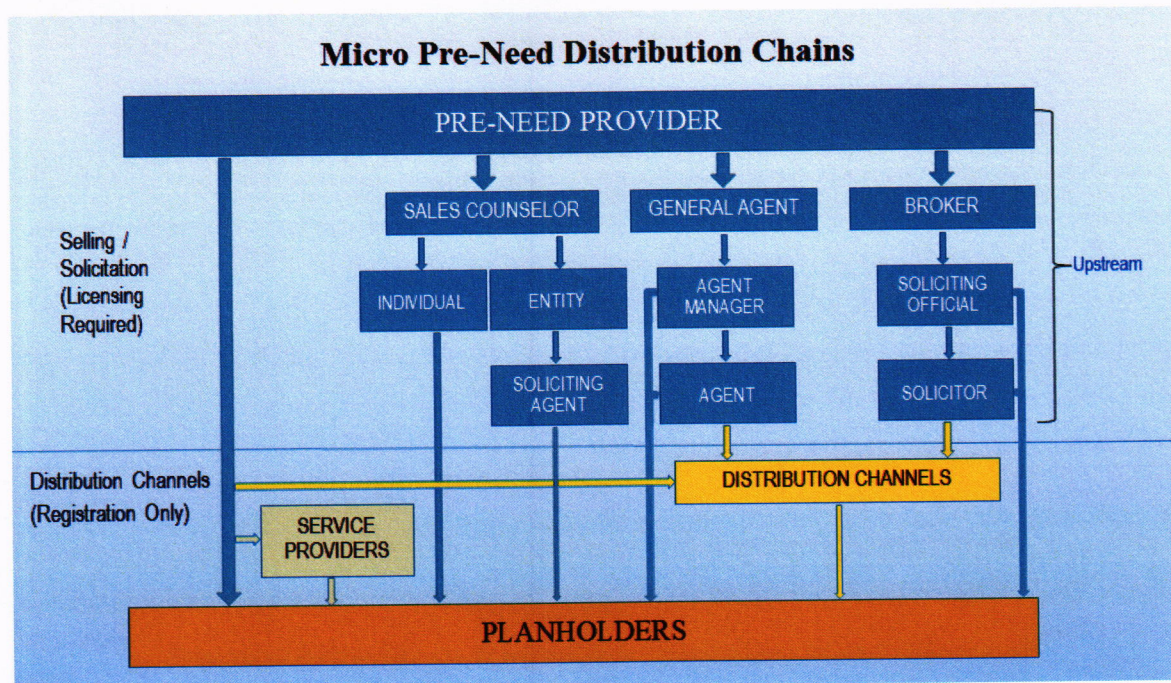 Micro Pre-Need Distribution Chains
PRE-NEED PROVIDER
SALES COUNSELOR
GENERAL AGENT
BROKER
Selling /
Solicitation
(Licensing
Required)
Upstream
INDIVIDUAL
ENTITY
AGENT
MANAGER
SOLICITING
OFFICIAL
SOLICITING
AGENT
AGENT
SOLICITOR
Distribution Channels
(Registration Only)
DISTRIBUTION CHANNELS
SERVICE
PROVIDERS
PLANHOLDERS